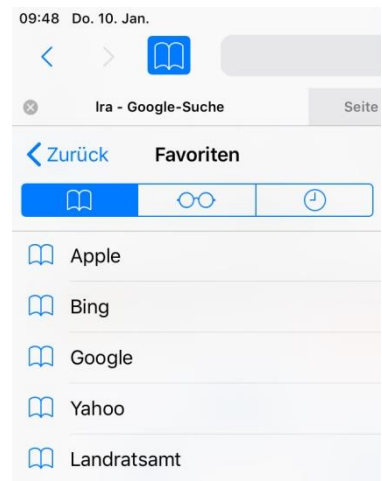 09:48 Do. 10. Jan.
Ira - Google-Suche
Seite
Zurück Favoriten
Apple
Bing
Google
Yahoo
Landratsamt